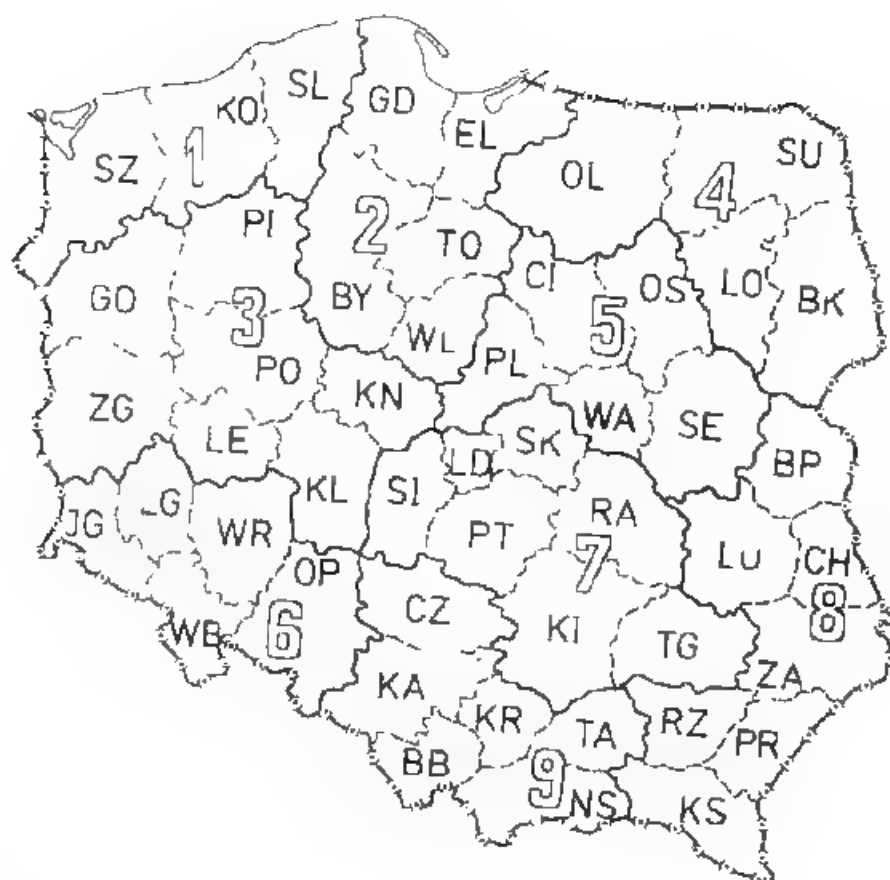 SL
GD
KO
EL
SU
SZ
1
OL
4
PI
2
TO
CI
OS
LO
BK
GO
3
BY
5
WL
PL
PO
KN
ZG
WA
SE
LE
SK
LD
BP
KL
SI
LG
JG
WR
RA
PT
LU
CH
7
OP
CZ
8
6
KI
WB
TG
ZA
KA
KR
TA
RZ
PR
BB
9
NS
KS